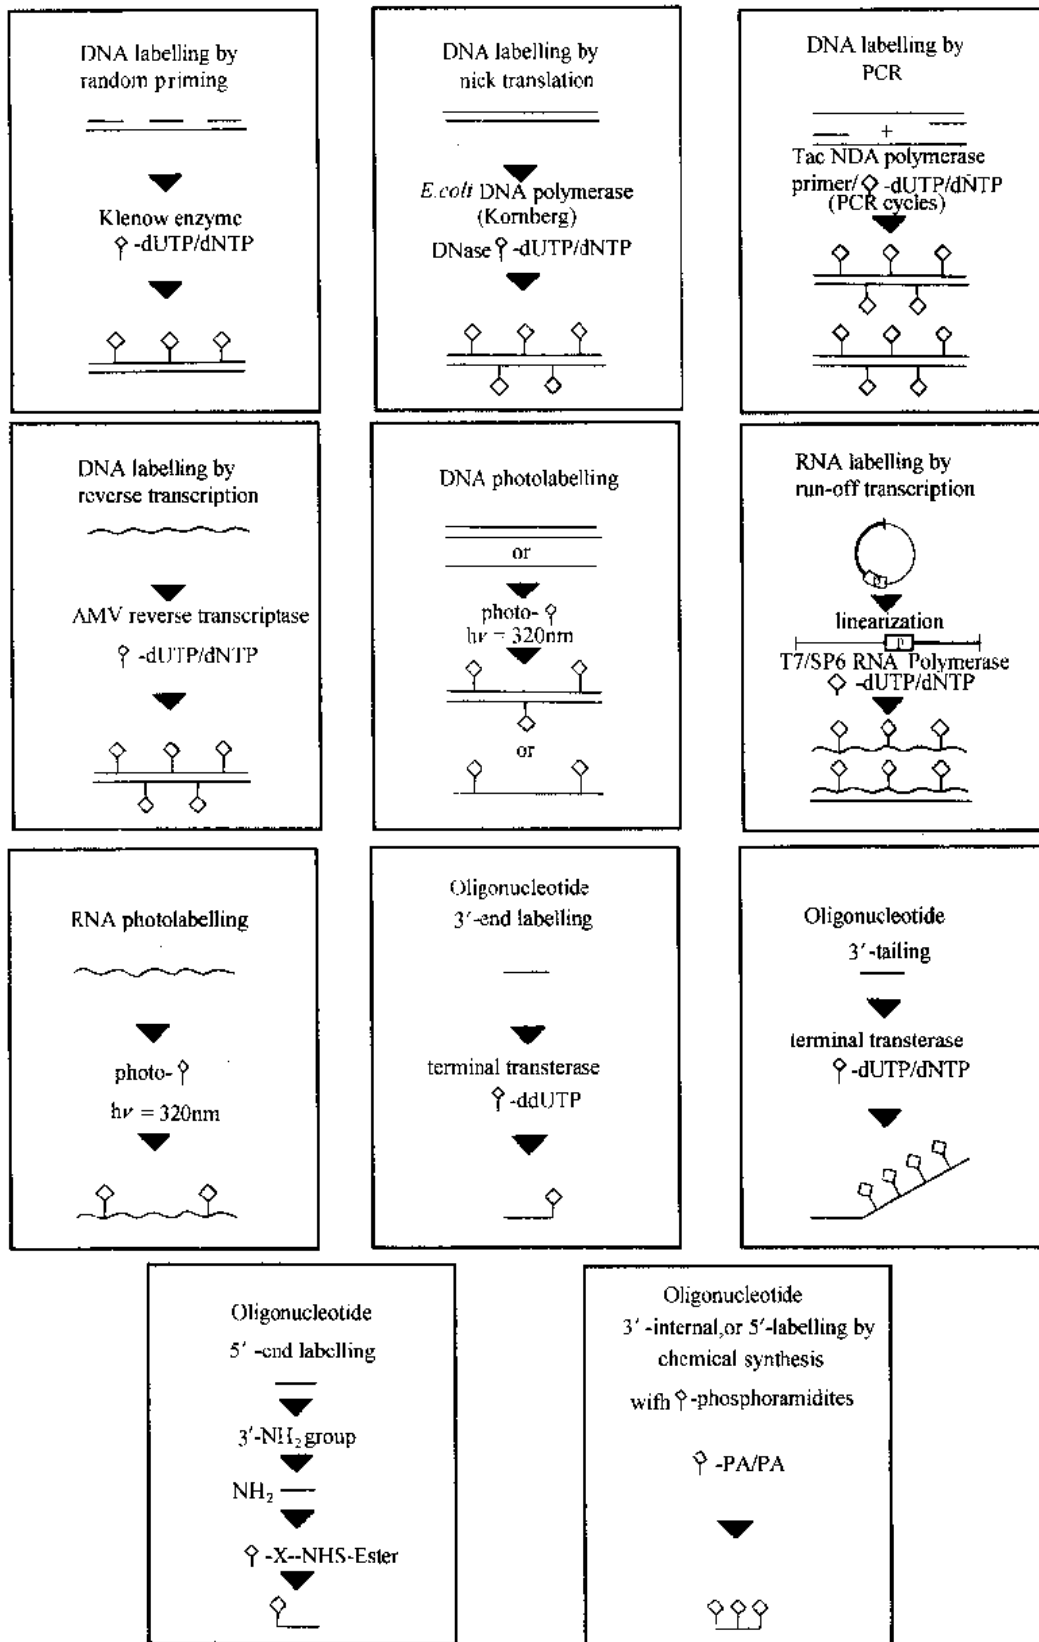 DNA labelling by
random priming
Klenow enzymc
-dUTP/dNTP
DNA labelling by
nick translation
E.coli DNA polymerase
(Kornberg)
DNase -dUTP/dNTP
DNA labelling by
PCR
+
Tac NDA polymerase
primer/ -dUTP/dNTP
(PCR cycles)
DNA labelling by
reverse transcription
AMV reverse transcriptase
-dUTP/dNTP
DNA photolabelling
or
photo-
hν = 320nm
or
RNA labelling by
run-off transcription
p
linearization
p
T7/SP6 RNA Polymerase
-dUTP/dNTP
RNA photolabelling
photo-
hν = 320nm
Oligonucleotide
3′-end labelling
terminal transterase
-ddUTP
Oligonucleotide
3′-tailing
terminal transterase
-dUTP/dNTP
Oligonucleotide
5′ -end labelling
3′-NH₂ group
NH₂
-X--NHS-Ester
Oligonucleotide
3′ -internal,or 5′-labelling by
chemical synthesis
wifh -phosphoramidites
-PA/PA